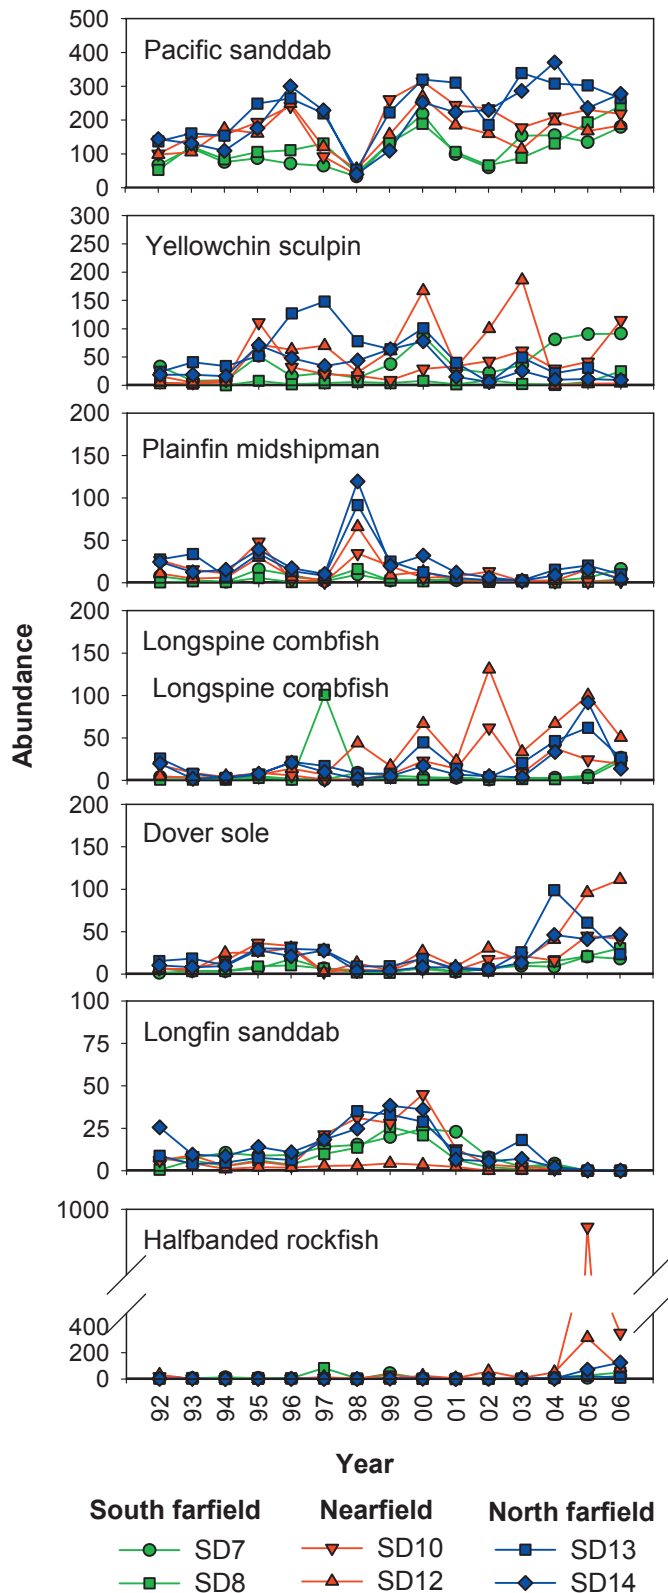 500
Pacific sanddab
400
300
200
100
0
300
Yellowchin sculpin
250
200
150
100
50
0
200
Plainfin midshipman
150
100
50
0
200
Longspine combfish
150
Longspine combfish
100
50
0
Abundance
200
Dover sole
150
100
50
0
100
Longfin sanddab
75
50
25
0
1000
Halfbanded rockfish
400
200
0
92 93 94 95 96 97 98 99 00 01 02 03 04 05 06
Year
South farfield Nearfield North farfield
SD7 SD10 SD13
SD8 SD12 SD14